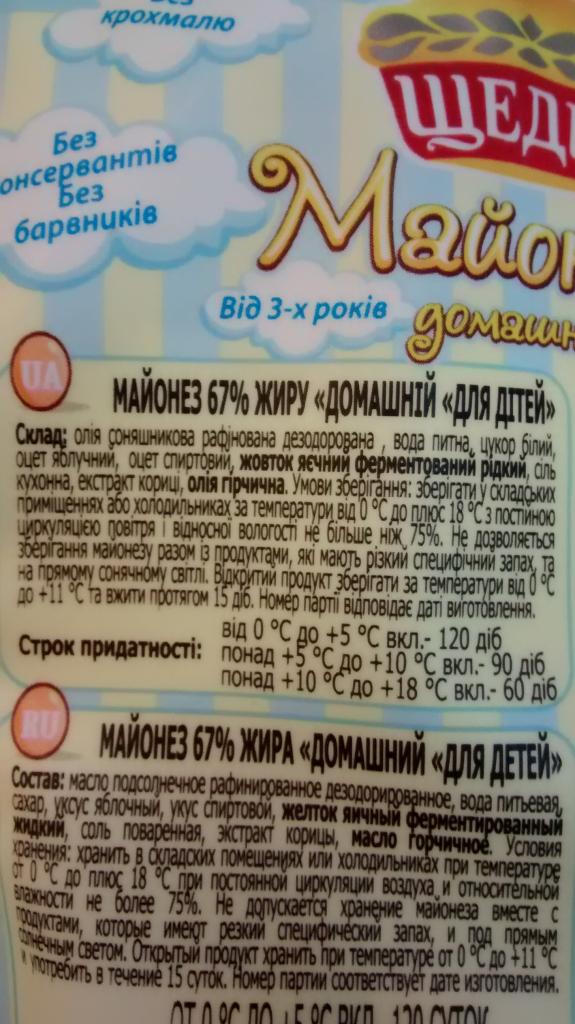 крохмалю
Без
консервантів
Без
барвників
ЩЕД
Майон
Від 3-х років
домашн
UA
МАЙОНЕЗ 67% ЖИРУ «ДОМАШНІЙ «ДЛЯ ДІТЕЙ»
Склад: олія соняшникова рафінована дезодорована , вода питна, цукор білий,
оцет яблучний, оцет спиртовий, жовток яєчний ферментований рідкий, сіль
кухонна, екстракт кориці, олія гірчична. Умови зберігання: зберігати у складських
приміщеннях або холодильниках за температури від 0 °C до плюс 18 °C з постійною
циркуляцією повітря і відносної вологості не більше ніж 75%. Не дозволяється
зберігання майонезу разом із продуктами, які мають різкий специфічний запах, та
на прямому сонячному світлі. Відкритий продукт зберігати за температури від 0 °C
до +11 °C та вжити протягом 15 діб. Номер партії відповідає даті виготовлення.
Строк придатності:
від 0 °C до +5 °C вкл.- 120 діб
понад +5 °C до +10 °C вкл.- 90 діб
понад +10 °C до +18 °C вкл.- 60 діб
RU
МАЙОНЕЗ 67% ЖИРА «ДОМАШНИЙ «ДЛЯ ДЕТЕЙ»
Состав: масло подсолнечное рафинированное дезодорированное, вода питьевая,
сахар, уксус яблочный, укус спиртовой, желток яичный ферментированный
жидкий, соль поваренная, экстракт корицы, масло горчичное. Условия
хранения: хранить в складских помещениях или холодильниках при температуре
от 0 °C до плюс 18 °C при постоянной циркуляции воздуха и относительной
влажности не более 75%. Не допускается хранение майонеза вместе с
продуктами, которые имеют резкий специфический запах, и под прямым
солнечным светом. Открытый продукт хранить при температуре от 0 °C до +11 °C
и употребить в течение 15 суток. Номер партии соответствует дате изготовления.
ОТ 0 °C ДО +5 °C ВКЛ.- 120 СУТОК